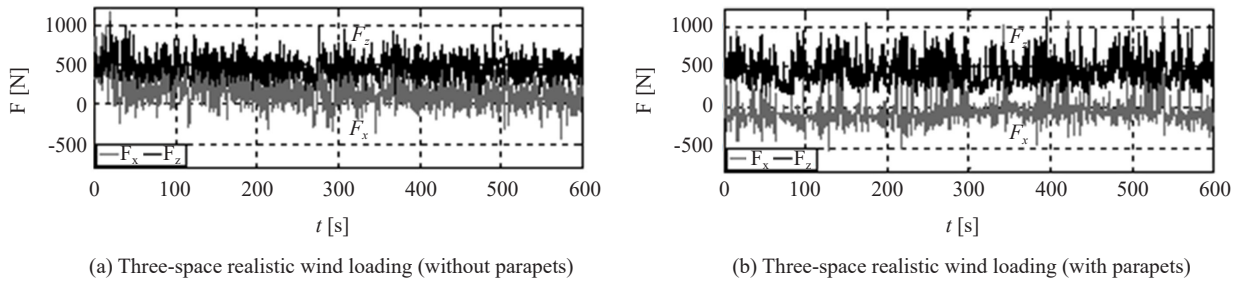 F [N]
1000
500
0
-500
F_z
F_x
F_x F_z
0 100 200 300 400 500 600
t [s]
(a) Three-space realistic wind loading (without parapets)
F [N]
1000
500
0
-500
F_z
F_x
F_x F_z
0 100 200 300 400 500 600
t [s]
(b) Three-space realistic wind loading (with parapets)